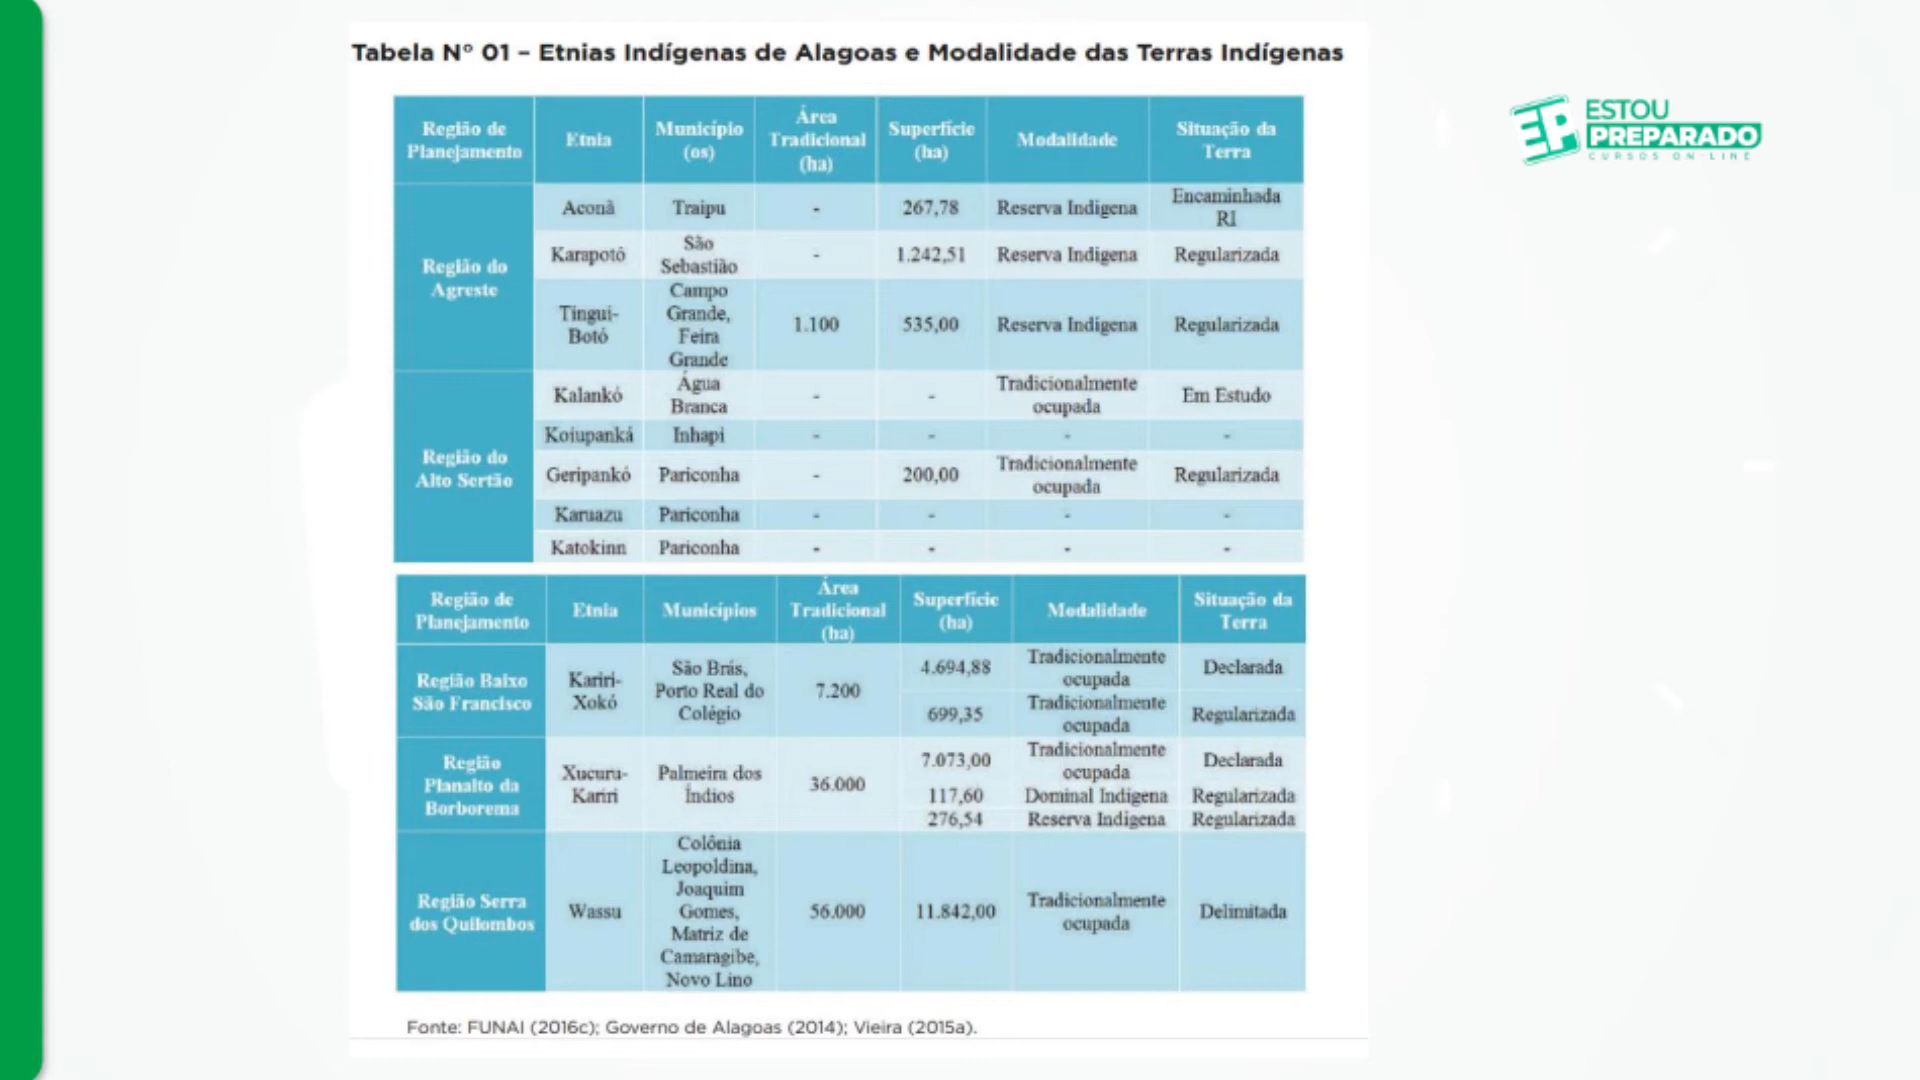 Tabela N° 01 – Etnias Indígenas de Alagoas e Modalidade das Terras Indígenas
ESTOU
PREPARADO
CURSOS ON-LINE
Região de Planejamento | Etnia | Município (os) | Área Tradicional (ha) | Superfície (ha) | Modalidade | Situação da Terra
Região do Agreste | Aconã | Traipu | - | 267,78 | Reserva Indígena | Encaminhada RI
Karapotó | São Sebastião | - | 1.242,51 | Reserva Indígena | Regularizada
Tingui-Botó | Campo Grande, Feira Grande | 1.100 | 535,00 | Reserva Indígena | Regularizada
Região do Alto Sertão | Kalankó | Água Branca | - | - | Tradicionalmente ocupada | Em Estudo
Koiupanká | Inhapi | - | - | - | -
Geripankó | Pariconha | - | 200,00 | Tradicionalmente ocupada | Regularizada
Karuazu | Pariconha | - | - | - | -
Katokinn | Pariconha | - | - | - | -
Região de Planejamento | Etnia | Municípios | Área Tradicional (ha) | Superfície (ha) | Modalidade | Situação da Terra
Região Baixo São Francisco | Kariri-Xokó | São Brás, Porto Real do Colégio | 7.200 | 4.694,88 | Tradicionalmente ocupada | Declarada
699,35 | Tradicionalmente ocupada | Regularizada
Região Planalto da Borborema | Xucuru-Kariri | Palmeira dos Índios | 36.000 | 7.073,00 | Tradicionalmente ocupada | Declarada
117,60 | Dominal Indígena | Regularizada
276,54 | Reserva Indígena | Regularizada
Região Serra dos Quilombos | Wassu | Colônia Leopoldina, Joaquim Gomes, Matriz de Camaragibe, Novo Lino | 56.000 | 11.842,00 | Tradicionalmente ocupada | Delimitada
Fonte: FUNAI (2016c); Governo de Alagoas (2014); Vieira (2015a).